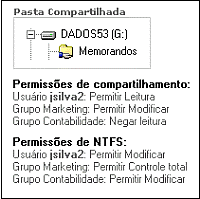 Pasta Compartilhada
DADOS53 (G:)
Memorandos
Permissões de compartilhamento:
Usuário jsilva2: Permitir Leitura
Grupo Marketing: Permitir Modificar
Grupo Contabilidade: Negar leitura
Permissões de NTFS:
Usuário jsilva2: Permitir Modificar
Grupo Marketing: Permitir Controle total
Grupo Contabilidade: Permitir Modificar